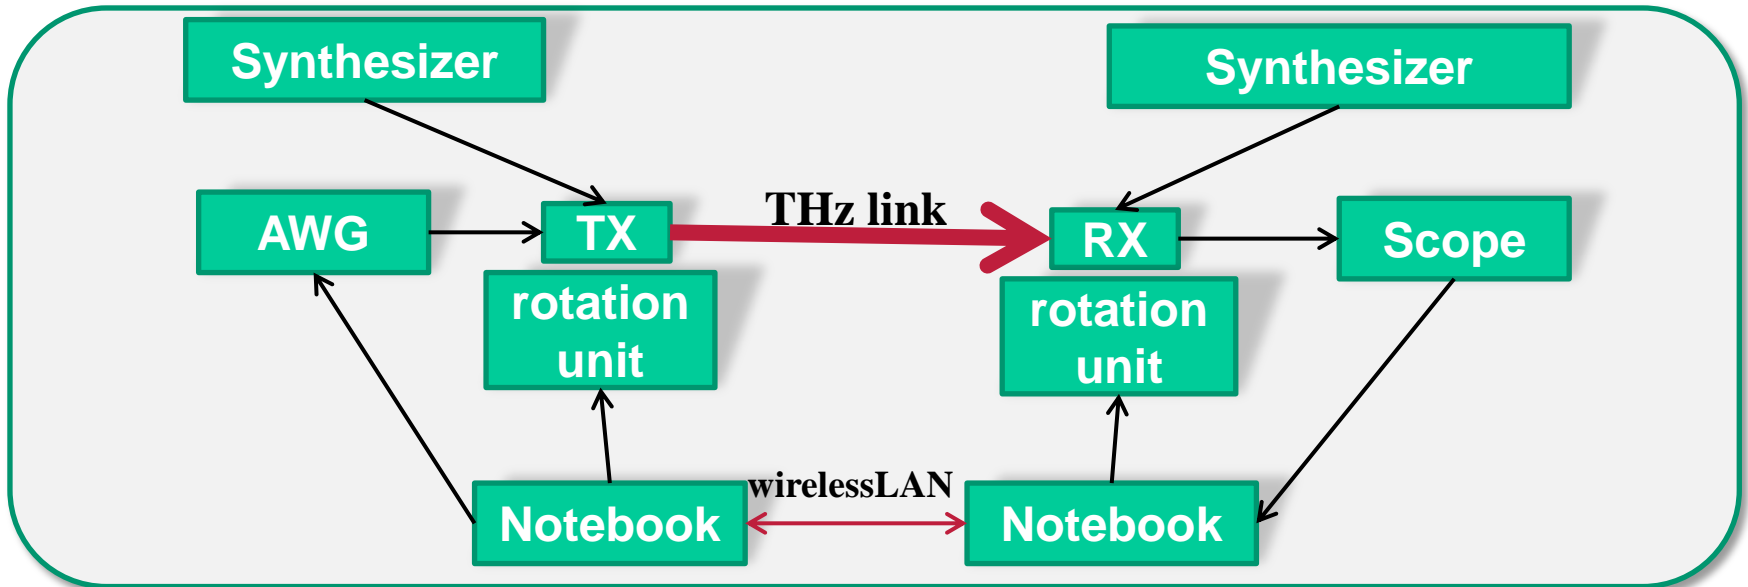 Synthesizer
Synthesizer
AWG
TX
THz link
RX
Scope
rotation
unit
rotation
unit
Notebook
wirelessLAN
Notebook